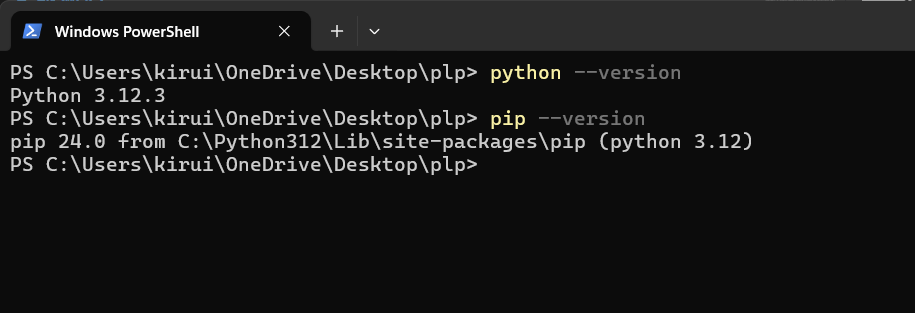 Windows PowerShell
PS C:\Users\kirui\OneDrive\Desktop\plp> python --version
Python 3.12.3
PS C:\Users\kirui\OneDrive\Desktop\plp> pip --version
pip 24.0 from C:\Python312\Lib\site-packages\pip (python 3.12)
PS C:\Users\kirui\OneDrive\Desktop\plp>